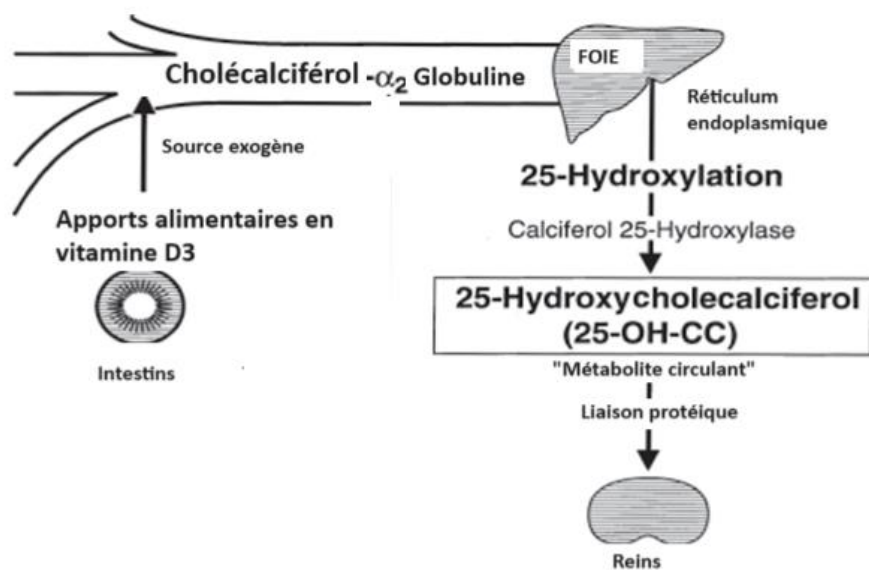 Cholécalciférol -α₂ Globuline
FOIE
Réticulum
endoplasmique
Source exogène
25-Hydroxylation
Apports alimentaires en
vitamine D3
Calciferol 25-Hydroxylase
25-Hydroxycholecalciferol
(25-OH-CC)
Intestins
"Métabolite circulant"
Liaison protéique
Reins